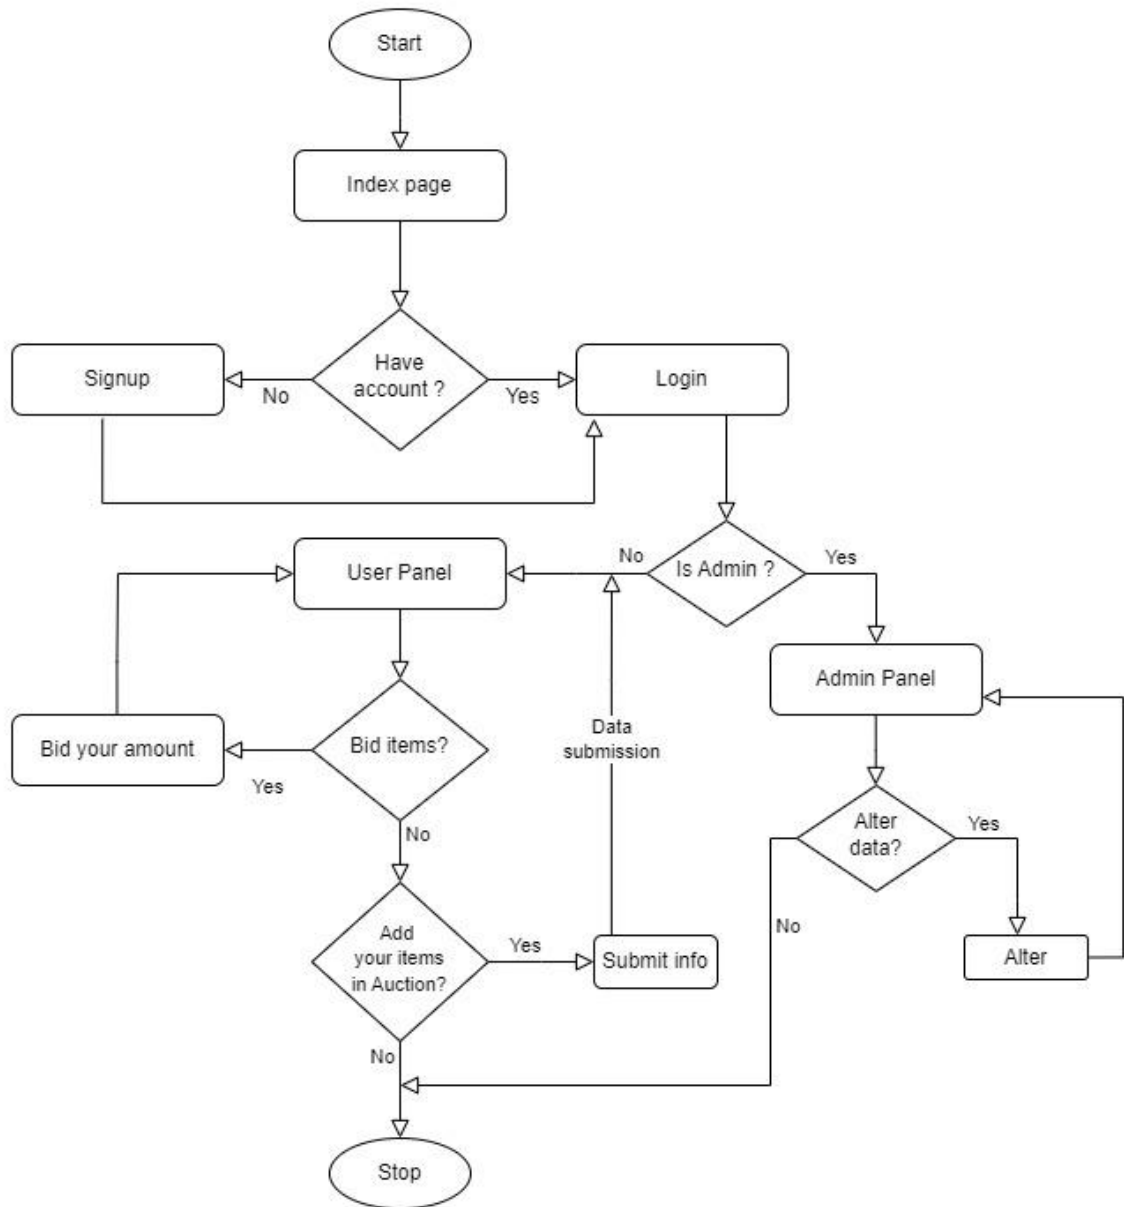 Start
Index page
Have
account ?
Signup
No
Yes
Login
User Panel
No
Is Admin ?
Yes
Admin Panel
Bid your amount
Yes
Bid items?
Data
submission
No
Alter
data?
Yes
No
Add
your items
in Auction?
Yes
Submit info
Alter
No
Stop